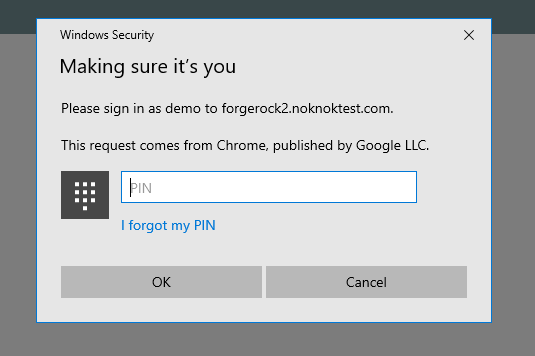 Windows Security
Making sure it's you
Please sign in as demo to forgerock2.noknoktest.com.
This request comes from Chrome, published by Google LLC.
PIN
I forgot my PIN
OK
Cancel